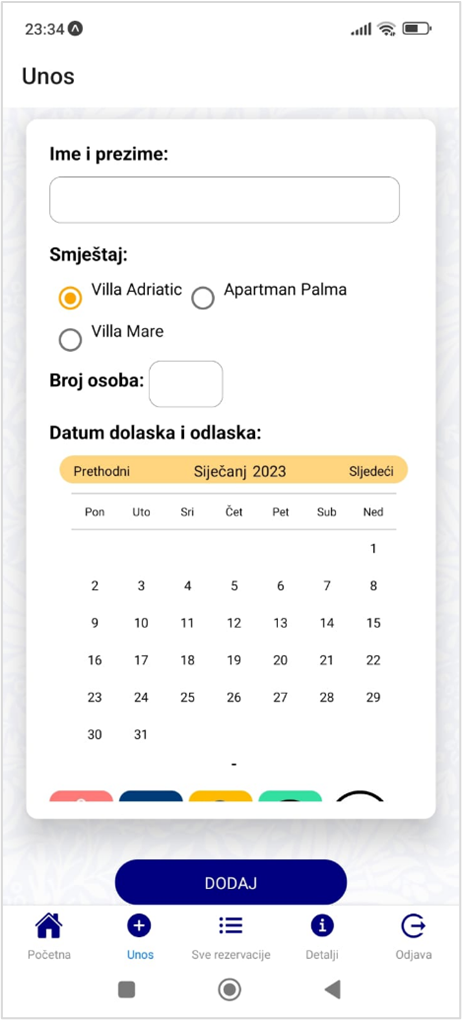 23:34
Unos
Ime i prezime:
Smještaj:
Villa Adriatic Apartman Palma
Villa Mare
Broj osoba:
Datum dolaska i odlaska:
Prethodni Siječanj 2023 Sljedeći
Pon Uto Sri Čet Pet Sub Ned
1
2 3 4 5 6 7 8
9 10 11 12 13 14 15
16 17 18 19 20 21 22
23 24 25 26 27 28 29
30 31
-
DODAJ
Početna Unos Sve rezervacije Detalji Odjava